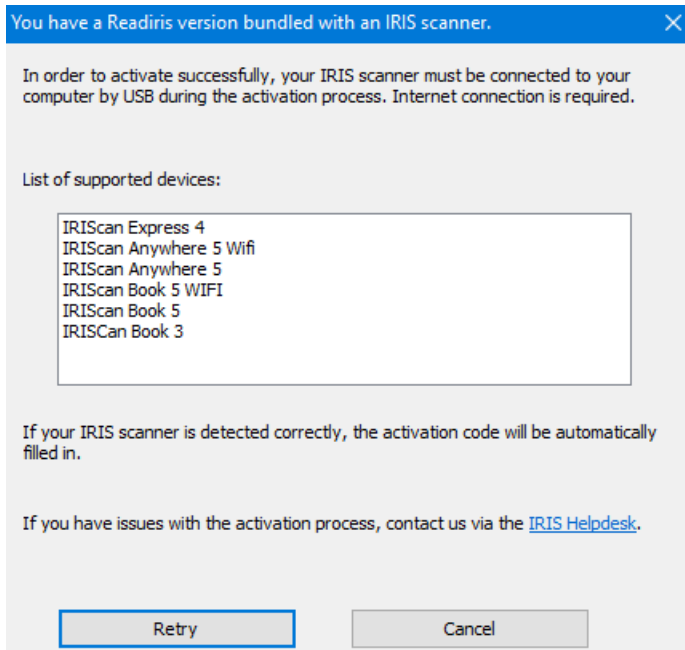 You have a Readiris version bundled with an IRIS scanner.
In order to activate successfully, your IRIS scanner must be connected to your
computer by USB during the activation process. Internet connection is required.
List of supported devices:
IRIScan Express 4
IRIScan Anywhere 5 Wifi
IRIScan Anywhere 5
IRIScan Book 5 WIFI
IRIScan Book 5
IRISCan Book 3
If your IRIS scanner is detected correctly, the activation code will be automatically
filled in.
If you have issues with the activation process, contact us via the IRIS Helpdesk.
Retry
Cancel